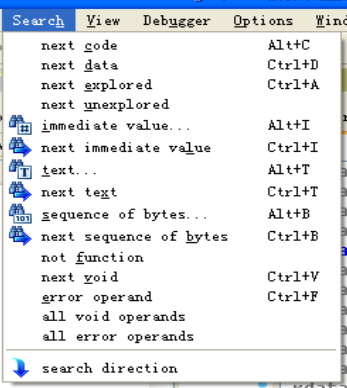 Search View Debugger Options Wind
next code Alt+C
next data Ctrl+D
next explored Ctrl+A
next unexplored
immediate value... Alt+I
next immediate value Ctrl+I
text... Alt+T
next text Ctrl+T
sequence of bytes... Alt+B
next sequence of bytes Ctrl+B
not function
next void Ctrl+V
error operand Ctrl+F
all void operands
all error operands
search direction